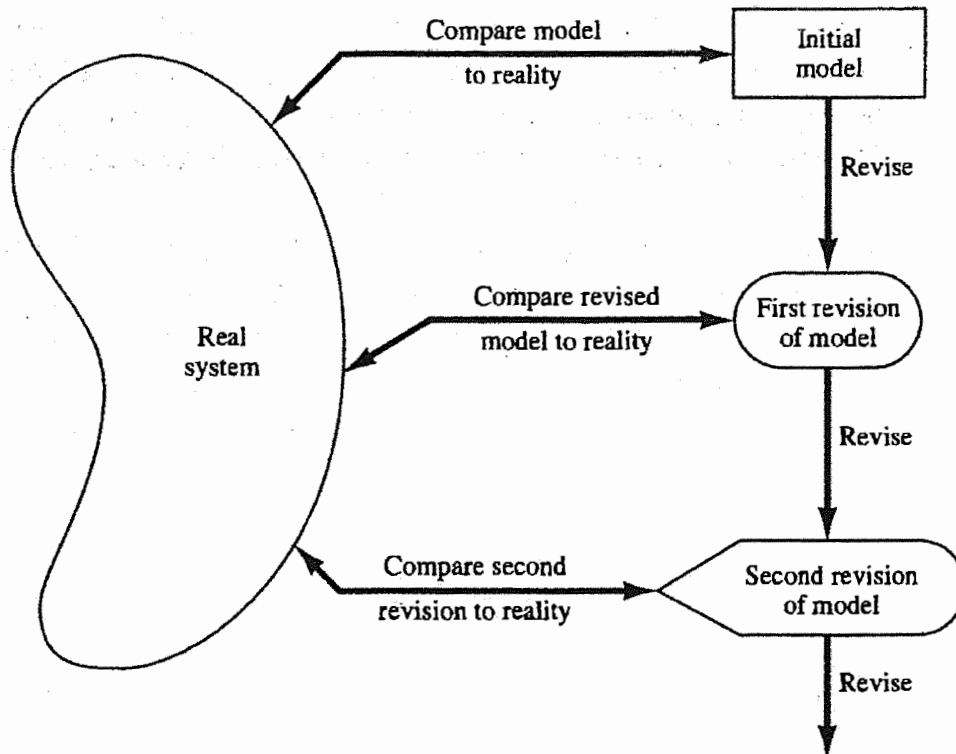 Compare model
to reality
Initial
model
Revise
Compare revised
model to reality
First revision
of model
Real
system
Revise
Compare second
revision to reality
Second revision
of model
Revise